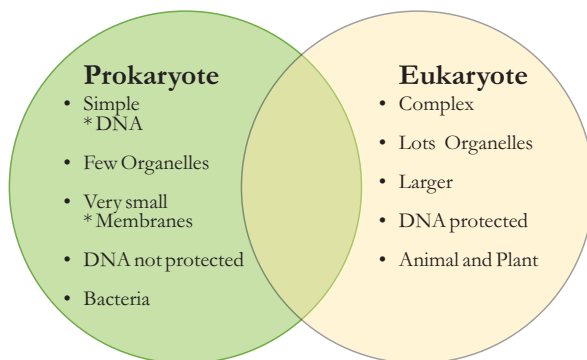 Prokaryote
• Simple
* DNA
• Few Organelles
• Very small
* Membranes
• DNA not protected
• Bacteria
Eukaryote
• Complex
• Lots Organelles
• Larger
• DNA protected
• Animal and Plant